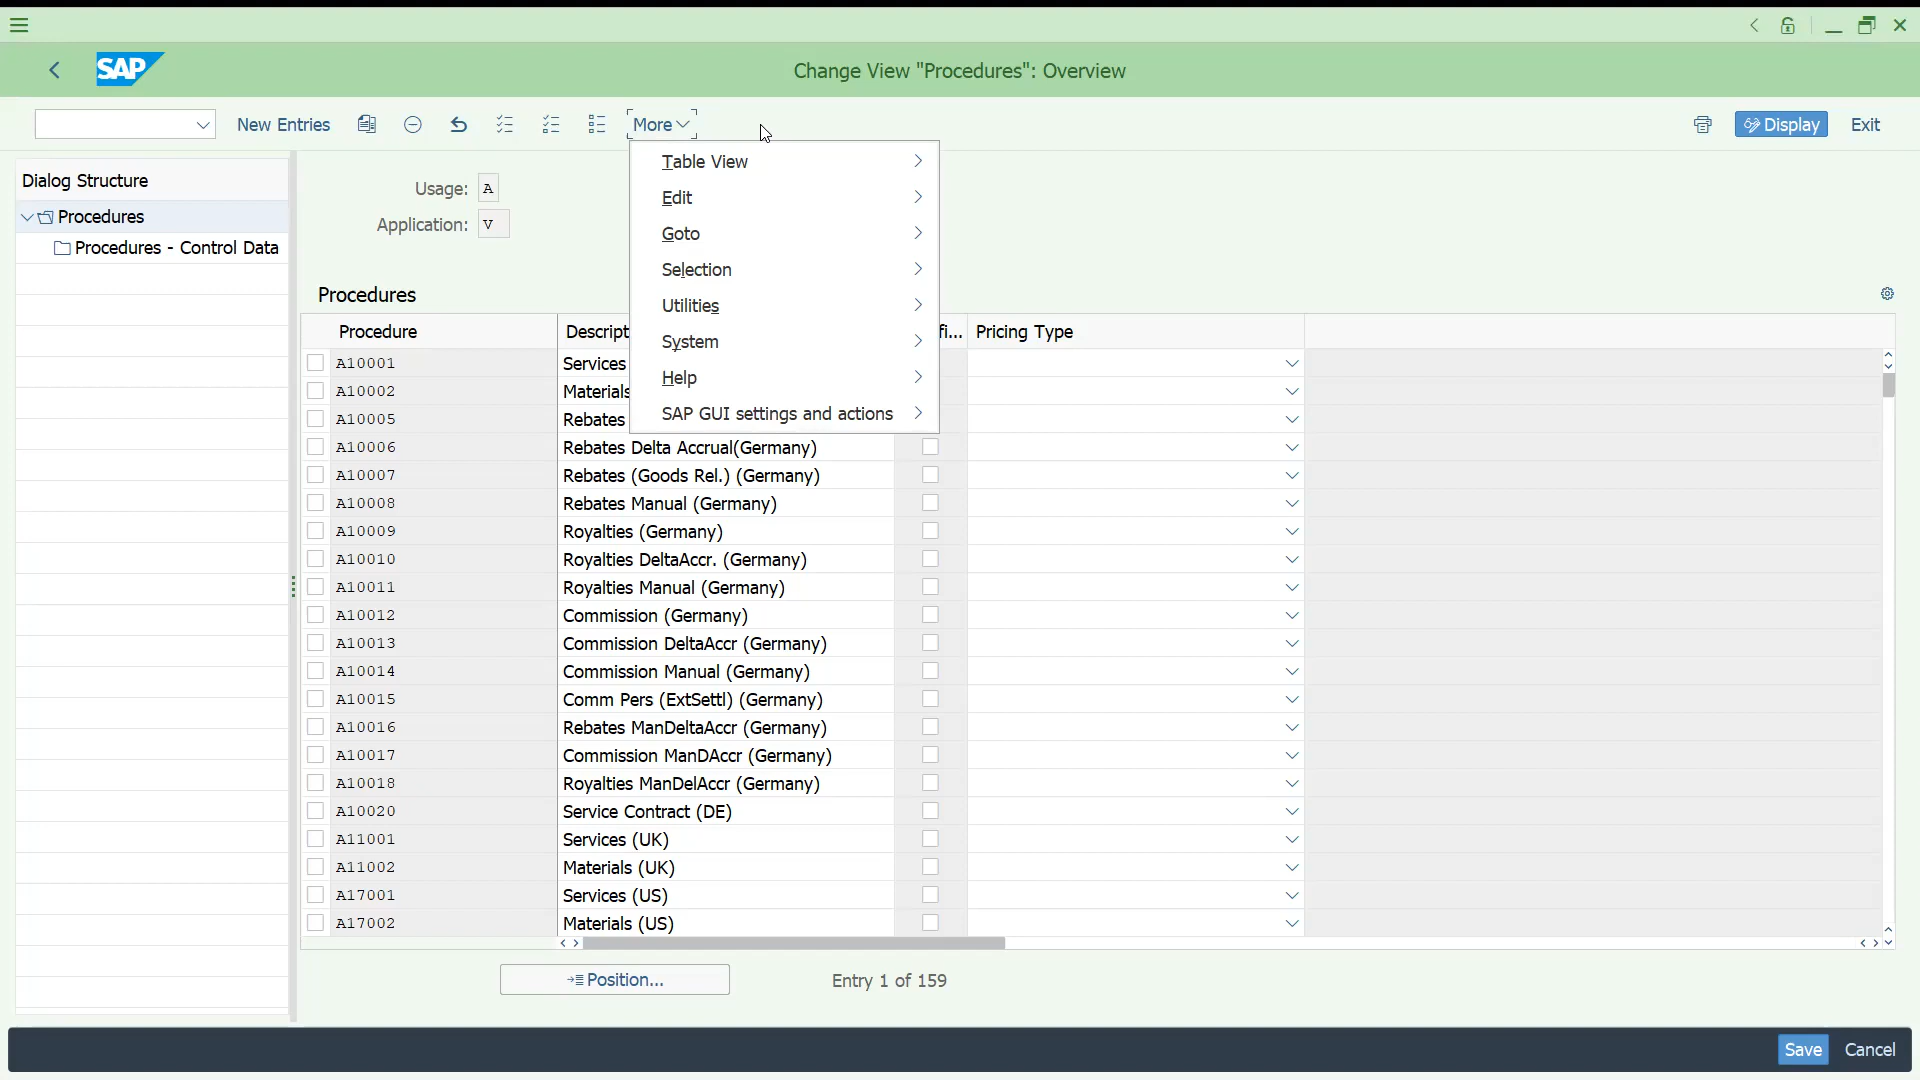 SAP
Change View "Procedures": Overview
New Entries
More
Display
Exit
Dialog Structure
Procedures
Procedures - Control Data
Usage: A
Application: V
Table View
Edit
Goto
Selection
Utilities
System
Help
SAP GUI settings and actions
Procedures
Procedure Descript fi... Pricing Type
A10001 Services
A10002 Materials
A10005 Rebates
A10006 Rebates Delta Accrual(Germany)
A10007 Rebates (Goods Rel.) (Germany)
A10008 Rebates Manual (Germany)
A10009 Royalties (Germany)
A10010 Royalties DeltaAccr. (Germany)
A10011 Royalties Manual (Germany)
A10012 Commission (Germany)
A10013 Commission DeltaAccr (Germany)
A10014 Commission Manual (Germany)
A10015 Comm Pers (ExtSettl) (Germany)
A10016 Rebates ManDeltaAccr (Germany)
A10017 Commission ManDAccr (Germany)
A10018 Royalties ManDelAccr (Germany)
A10020 Service Contract (DE)
A11001 Services (UK)
A11002 Materials (UK)
A17001 Services (US)
A17002 Materials (US)
Position...
Entry 1 of 159
Save
Cancel